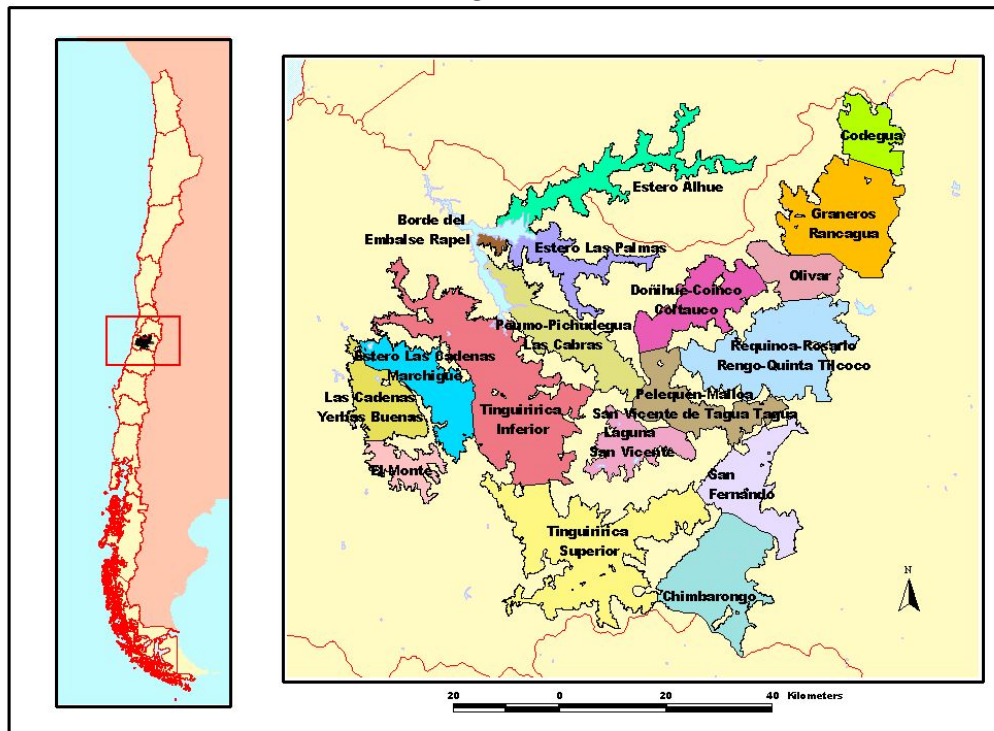 Codegua
Estero Alhue
Graneros
Rancagua
Borde del
Embalse Rapel
Estero Las Palmas
Olivar
Doñihue-Coinco
Coltauco
Peumo-Pichudegua
Las Cabras
Requinoa-Rosario
Rengo-Quinta Tilcoco
Estero Las Cadenas
Marchigüe
Las Cadenas
Yerbas Buenas
Pelequen-Malloa
San Vicente de Tagua Tagua
Tinguiririca
Inferior
Laguna
San Vicente
El Monte
San
Fernando
Tinguiririca
Superior
Chimbarongo
N
20 0 20 40 Kilometers